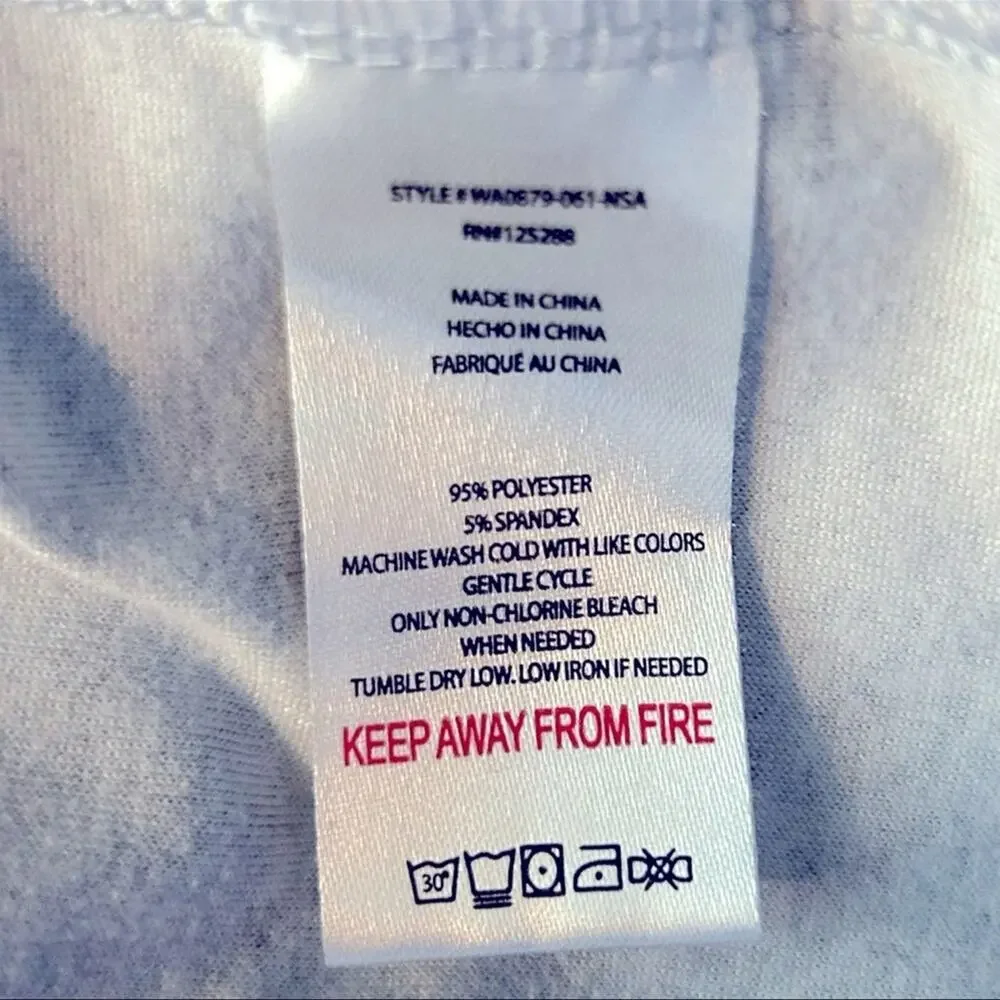 STYLE # WA0879-061-NSA
RN#125288
MADE IN CHINA
HECHO IN CHINA
FABRIQUÉ AU CHINA
95% POLYESTER
5% SPANDEX
MACHINE WASH COLD WITH LIKE COLORS
GENTLE CYCLE
ONLY NON-CHLORINE BLEACH
WHEN NEEDED
TUMBLE DRY LOW. LOW IRON IF NEEDED
KEEP AWAY FROM FIRE
30°